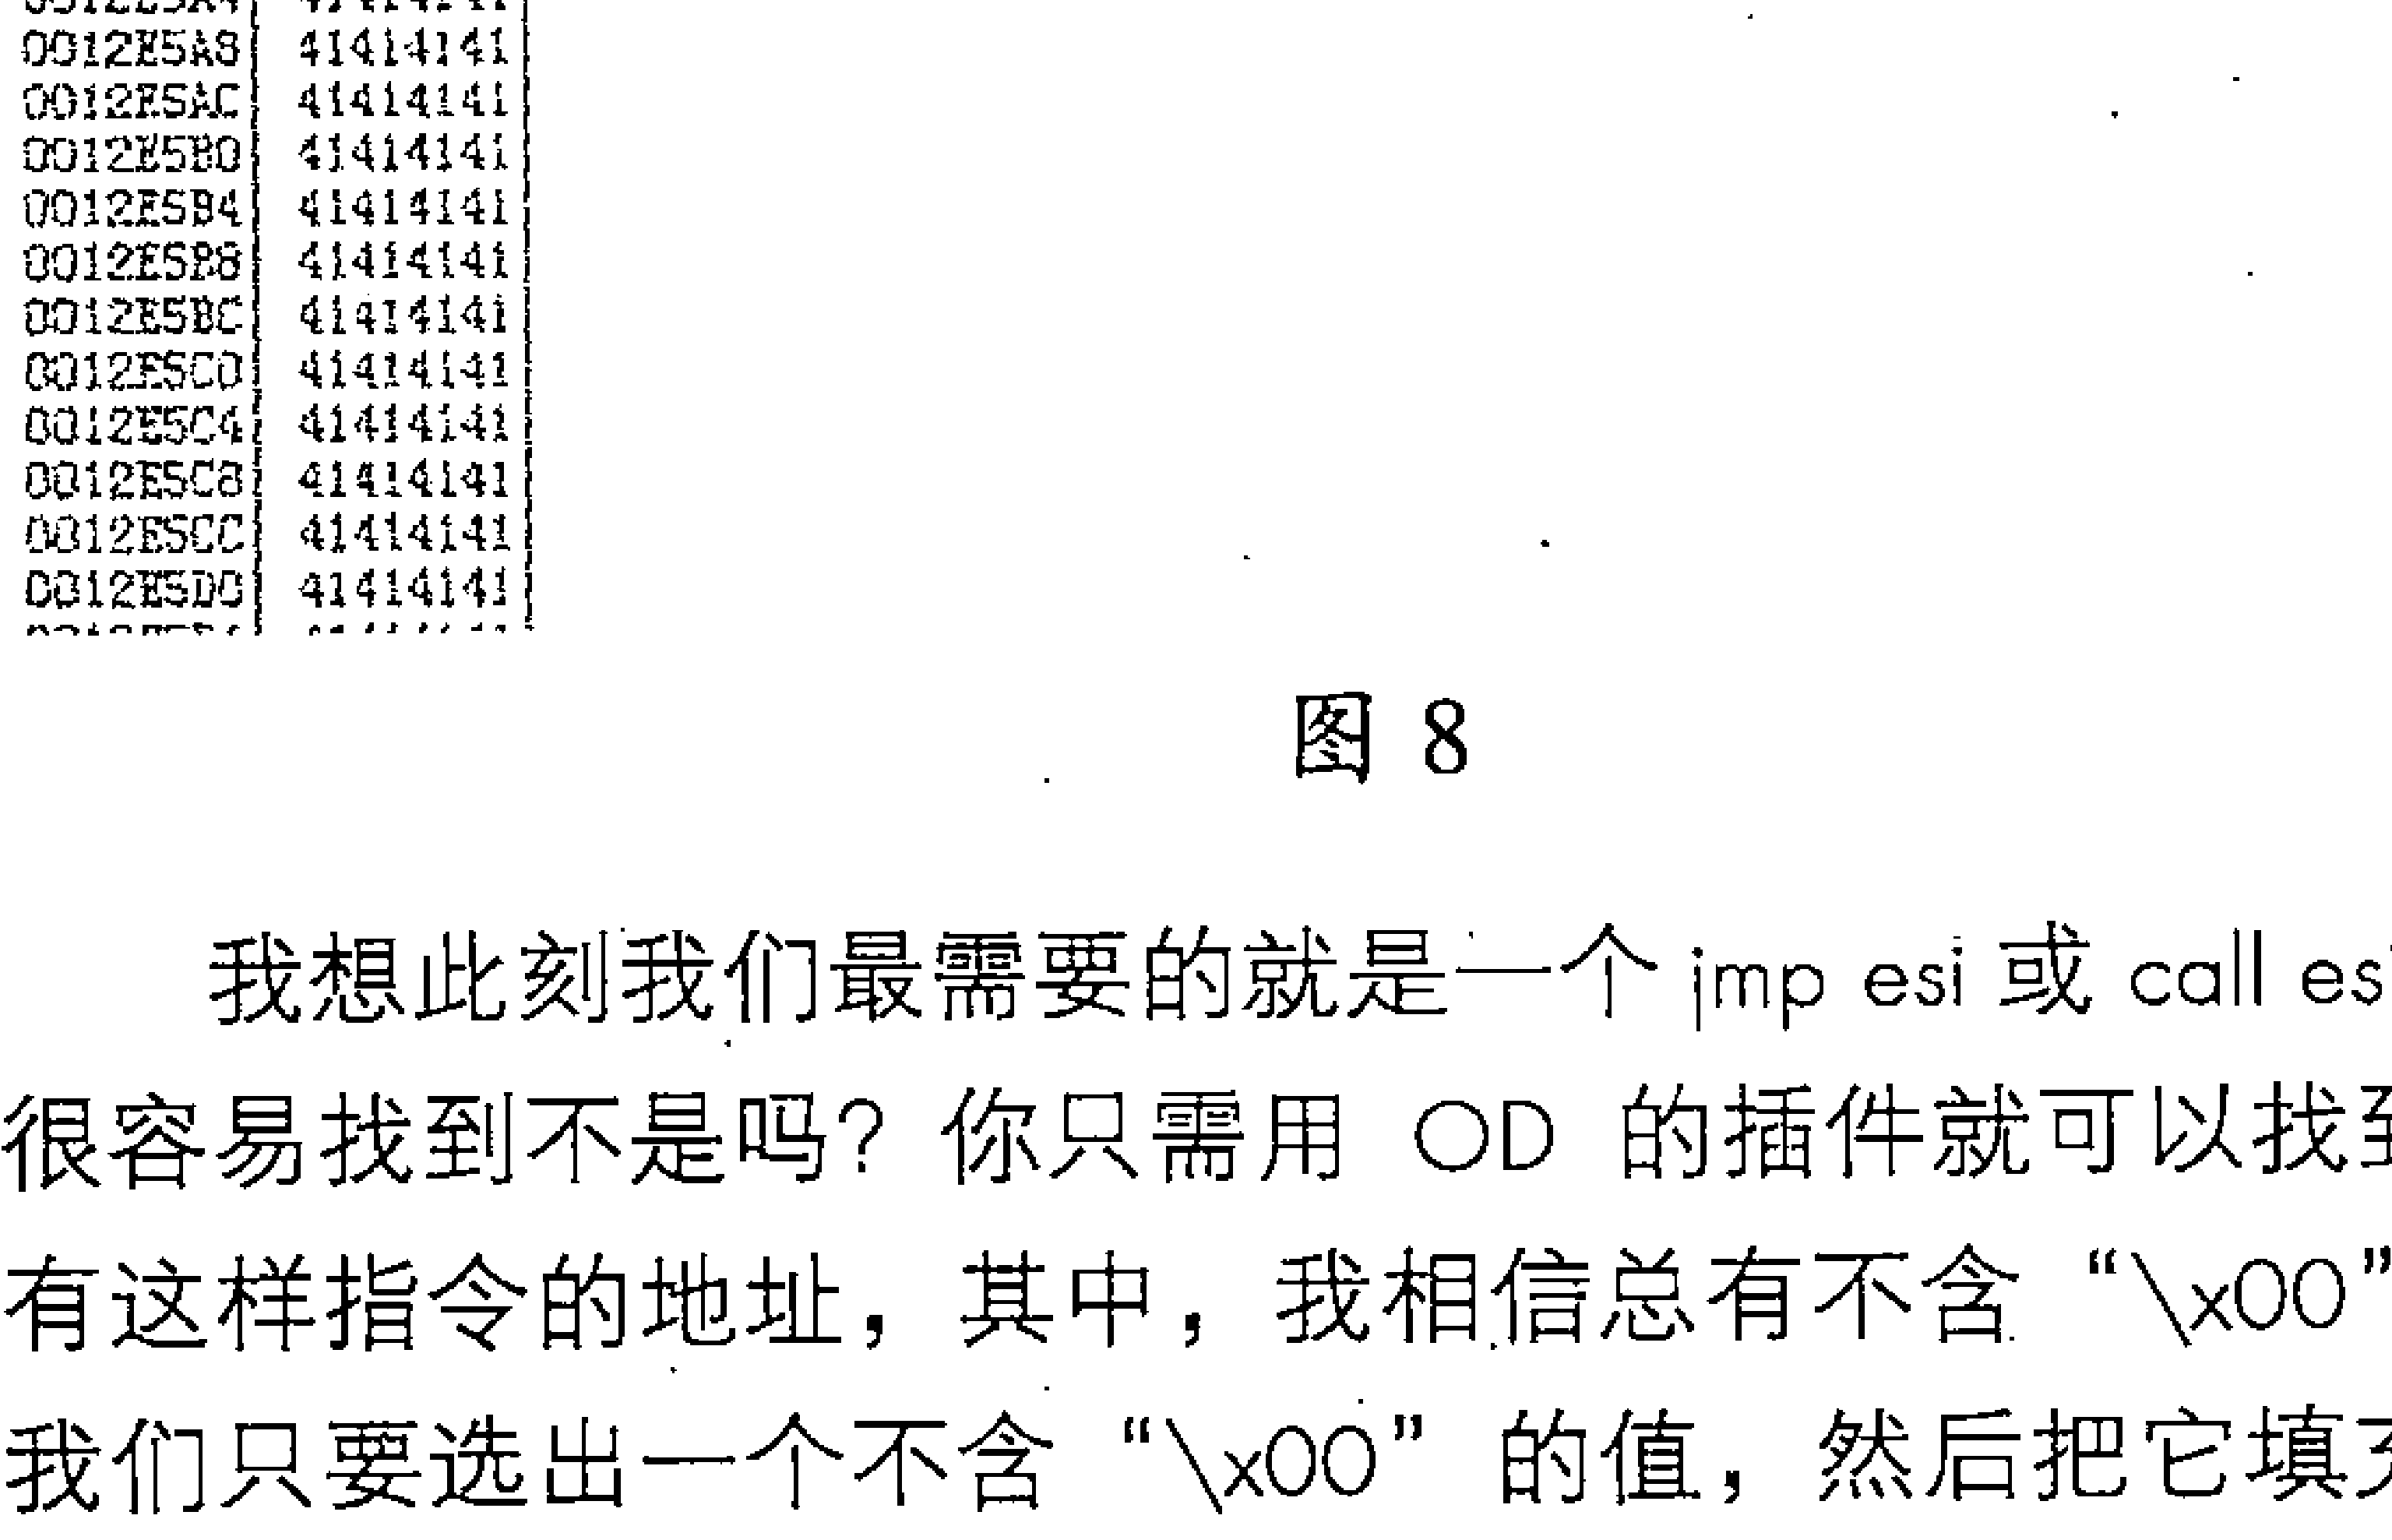 0012E5A4 41414141
0012E5A8 41414141
0012E5AC 41414141
0012E5B0 41414141
0012E5B4 41414141
0012E5B8 41414141
0012E5BC 41414141
0012E5C0 41414141
0012E5C4 41414141
0012E5C8 41414141
0012E5CC 41414141
0012E5D0 41414141
图 8
我想此刻我们最需要的就是一个 jmp esi 或 call es
很容易找到不是吗？你只需用 OD 的插件就可以找
有这样指令的地址，其中，我相信总有不含 “\x00”
我们只要选出一个不含 “\x00” 的值，然后把它填